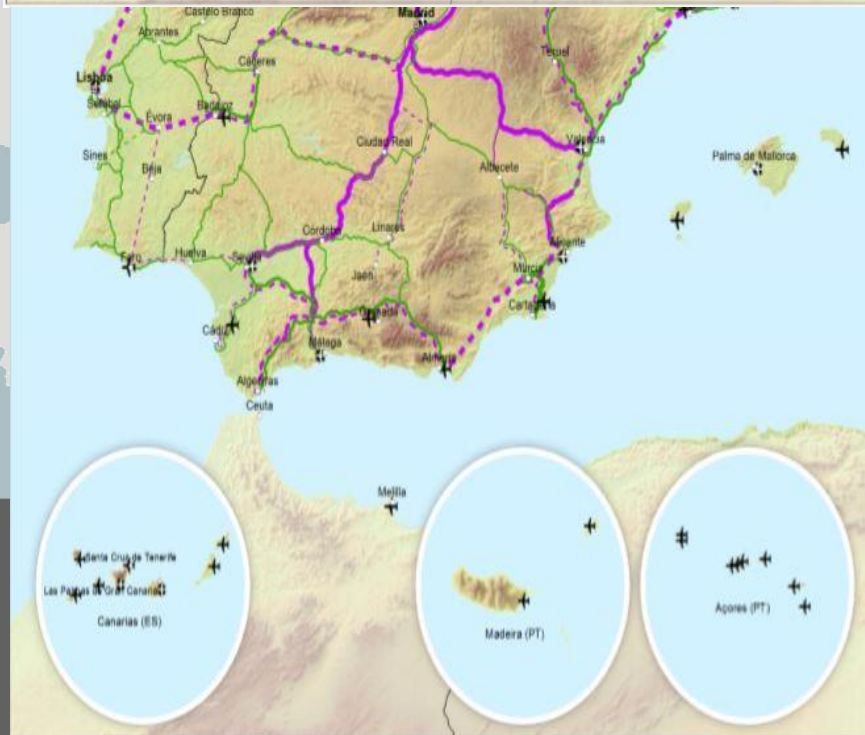 Castelo Branco
Madrid
Abrantes
Teruel
Cáceres
Lisboa
Setúbal
Badajoz
Évora
Ciudad Real
Valencia
Sines
Beja
Albacete
Palma de Mallorca
Córdoba
Linares
Alicante
Faro
Huelva
Sevilla
Jaén
Murcia
Cartagena
Granada
Cádiz
Málaga
Almería
Algeciras
Ceuta
Melilla
Santa Cruz de Tenerife
Las Palmas de Gran Canaria
Canarias (ES)
Madeira (PT)
Açores (PT)